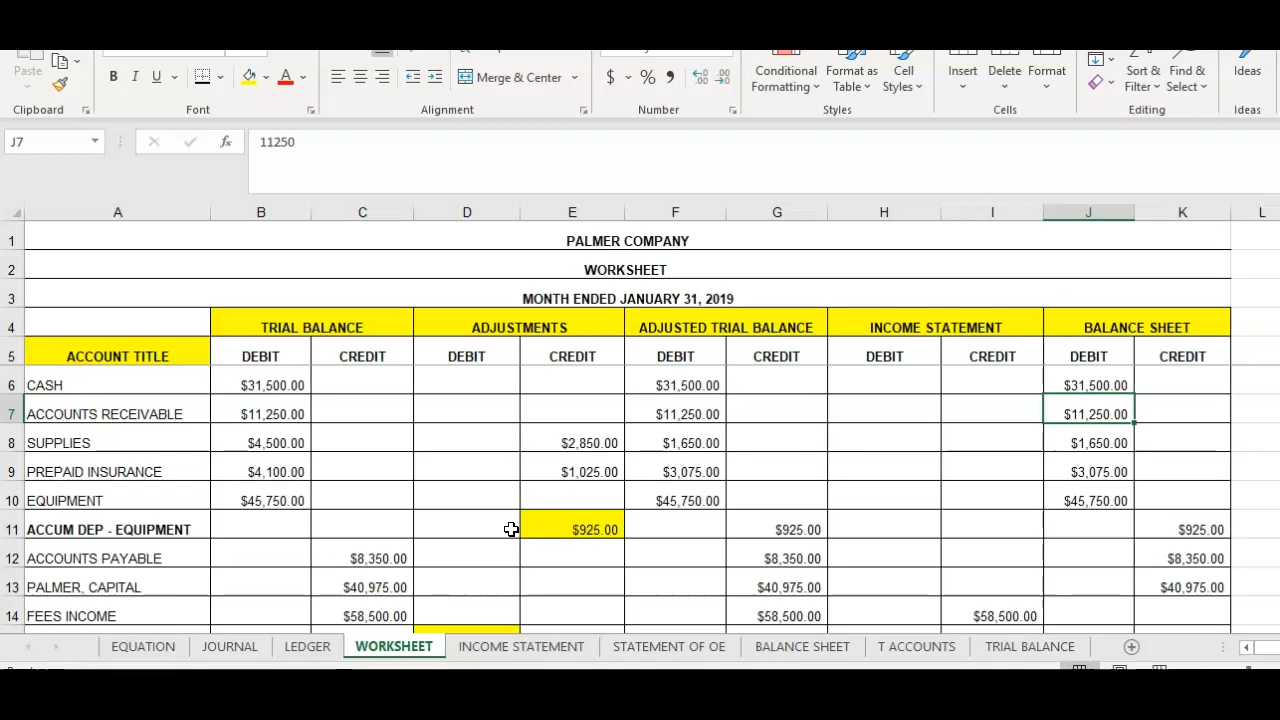 Paste
B I U A
Merge & Center
$ % ,
Conditional Formatting
Format as Table
Cell Styles
Insert
Delete
Format
Sort & Filter
Find & Select
Ideas
Clipboard
Font
Alignment
Number
Styles
Cells
Editing
Ideas
J7 fx 11250
A B C D E F G H I J K L
1 PALMER COMPANY
2 WORKSHEET
3 MONTH ENDED JANUARY 31, 2019
4 TRIAL BALANCE ADJUSTMENTS ADJUSTED TRIAL BALANCE INCOME STATEMENT BALANCE SHEET
5 ACCOUNT TITLE DEBIT CREDIT DEBIT CREDIT DEBIT CREDIT DEBIT CREDIT DEBIT CREDIT
6 CASH $31,500.00 $31,500.00 $31,500.00
7 ACCOUNTS RECEIVABLE $11,250.00 $11,250.00 $11,250.00
8 SUPPLIES $4,500.00 $2,850.00 $1,650.00 $1,650.00
9 PREPAID INSURANCE $4,100.00 $1,025.00 $3,075.00 $3,075.00
10 EQUIPMENT $45,750.00 $45,750.00 $45,750.00
11 ACCUM DEP - EQUIPMENT $925.00 $925.00 $925.00
12 ACCOUNTS PAYABLE $8,350.00 $8,350.00 $8,350.00
13 PALMER, CAPITAL $40,975.00 $40,975.00 $40,975.00
14 FEES INCOME $58,500.00 $58,500.00 $58,500.00
EQUATION JOURNAL LEDGER WORKSHEET INCOME STATEMENT STATEMENT OF OE BALANCE SHEET T ACCOUNTS TRIAL BALANCE